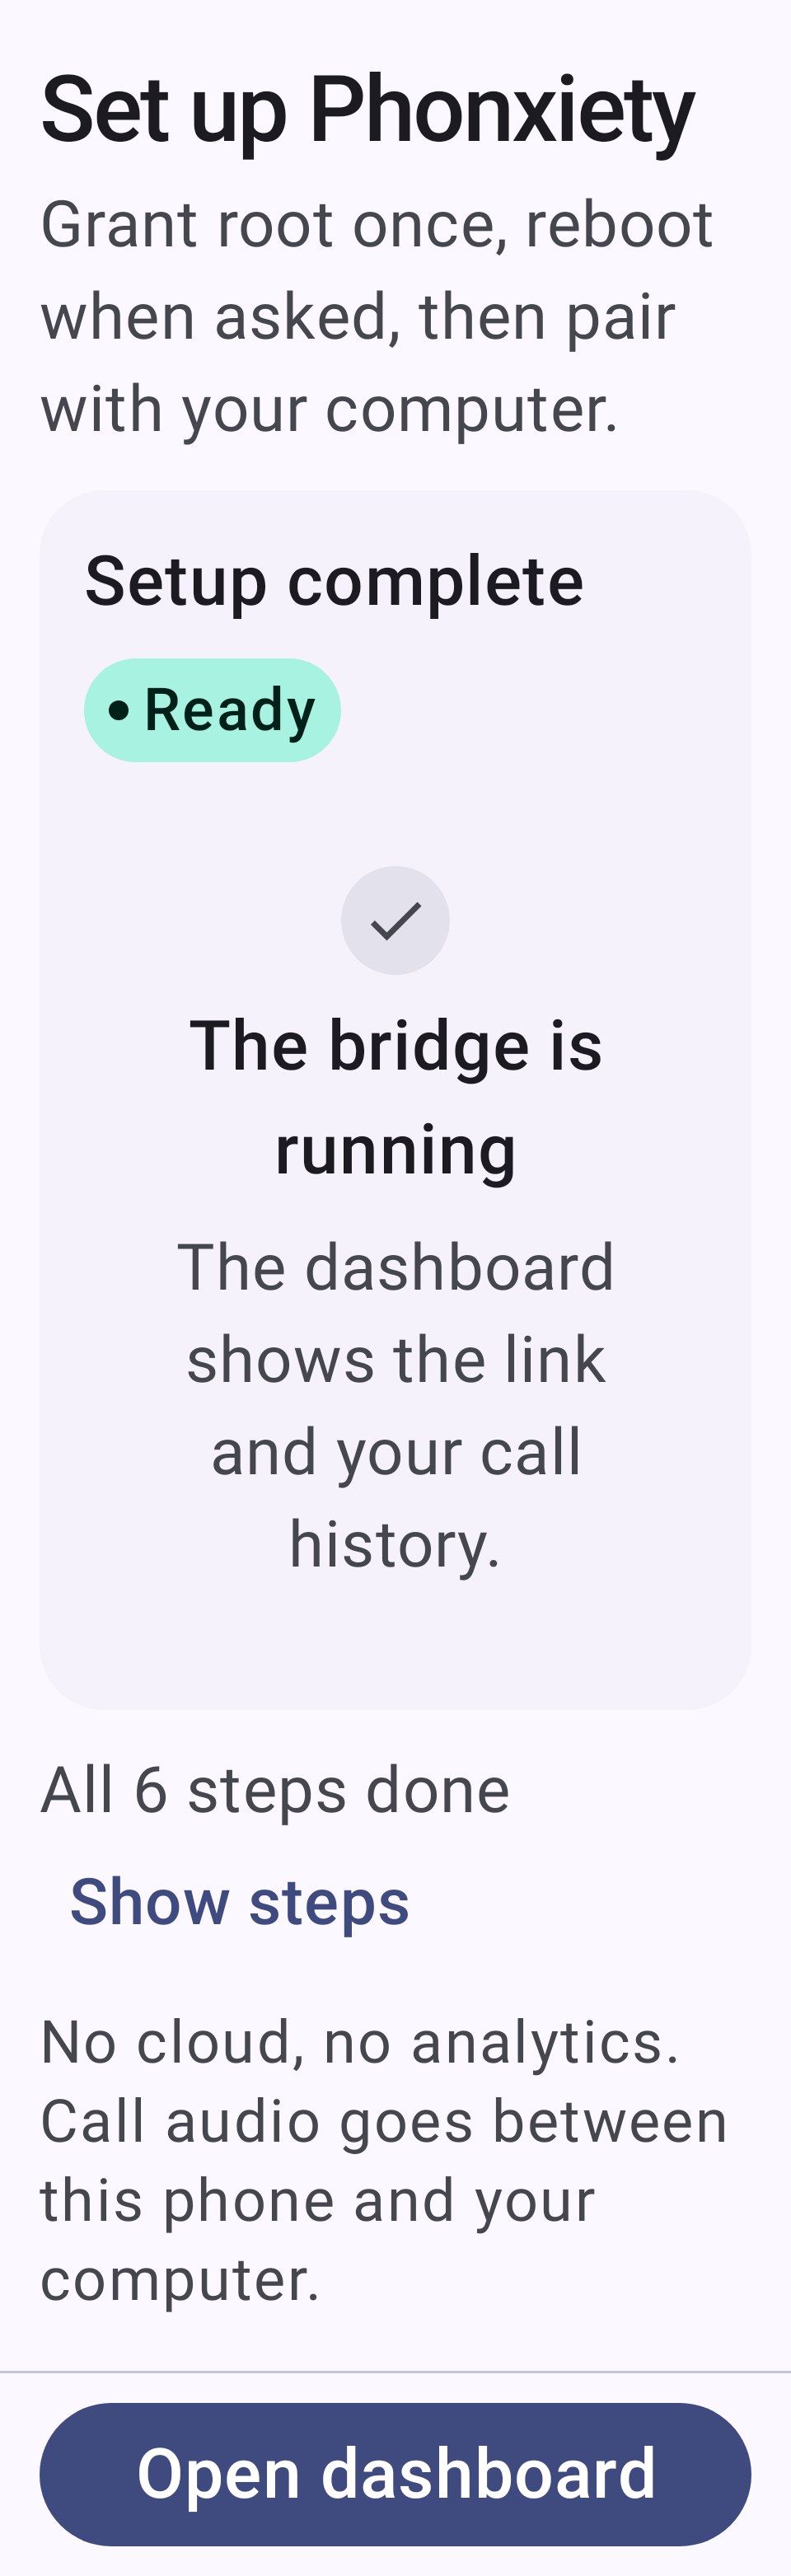 Set up Phonxiety
Grant root once, reboot
when asked, then pair
with your computer.
Setup complete
Ready
The bridge is
running
The dashboard
shows the link
and your call
history.
All 6 steps done
Show steps
No cloud, no analytics.
Call audio goes between
this phone and your
computer.
Open dashboard